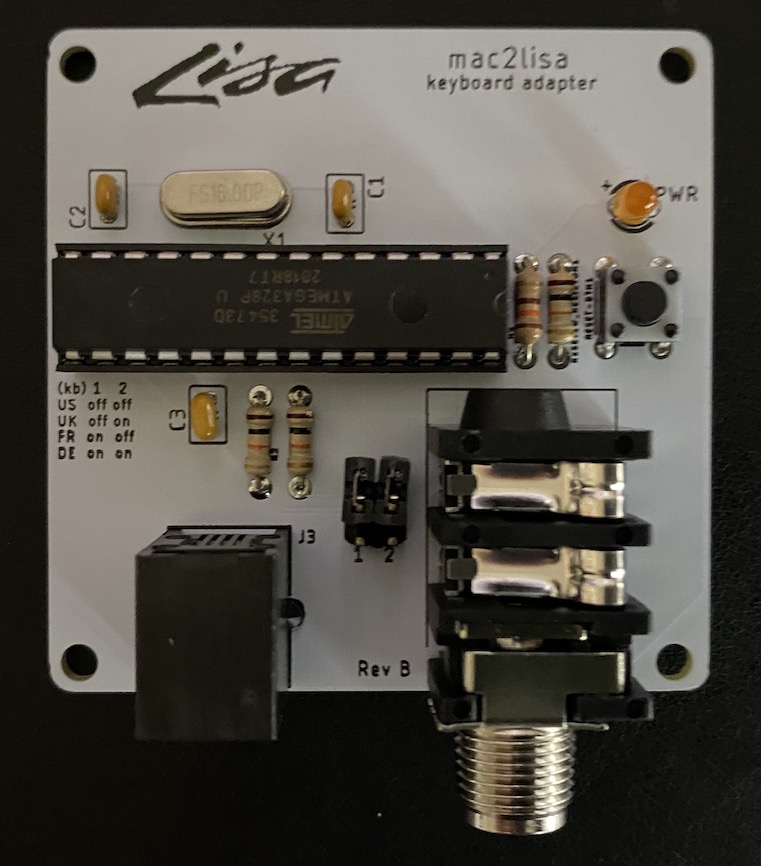 Lisa
mac2lisa
keyboard adapter
C2
FS16.00P
C1
X1
+
PWR
ATMEL 35473D
ATMEGA328P U
2018RT7
(kb) 1 2
US off off
UK off on
FR on off
DE on on
C3
J3
1 2
Rev B